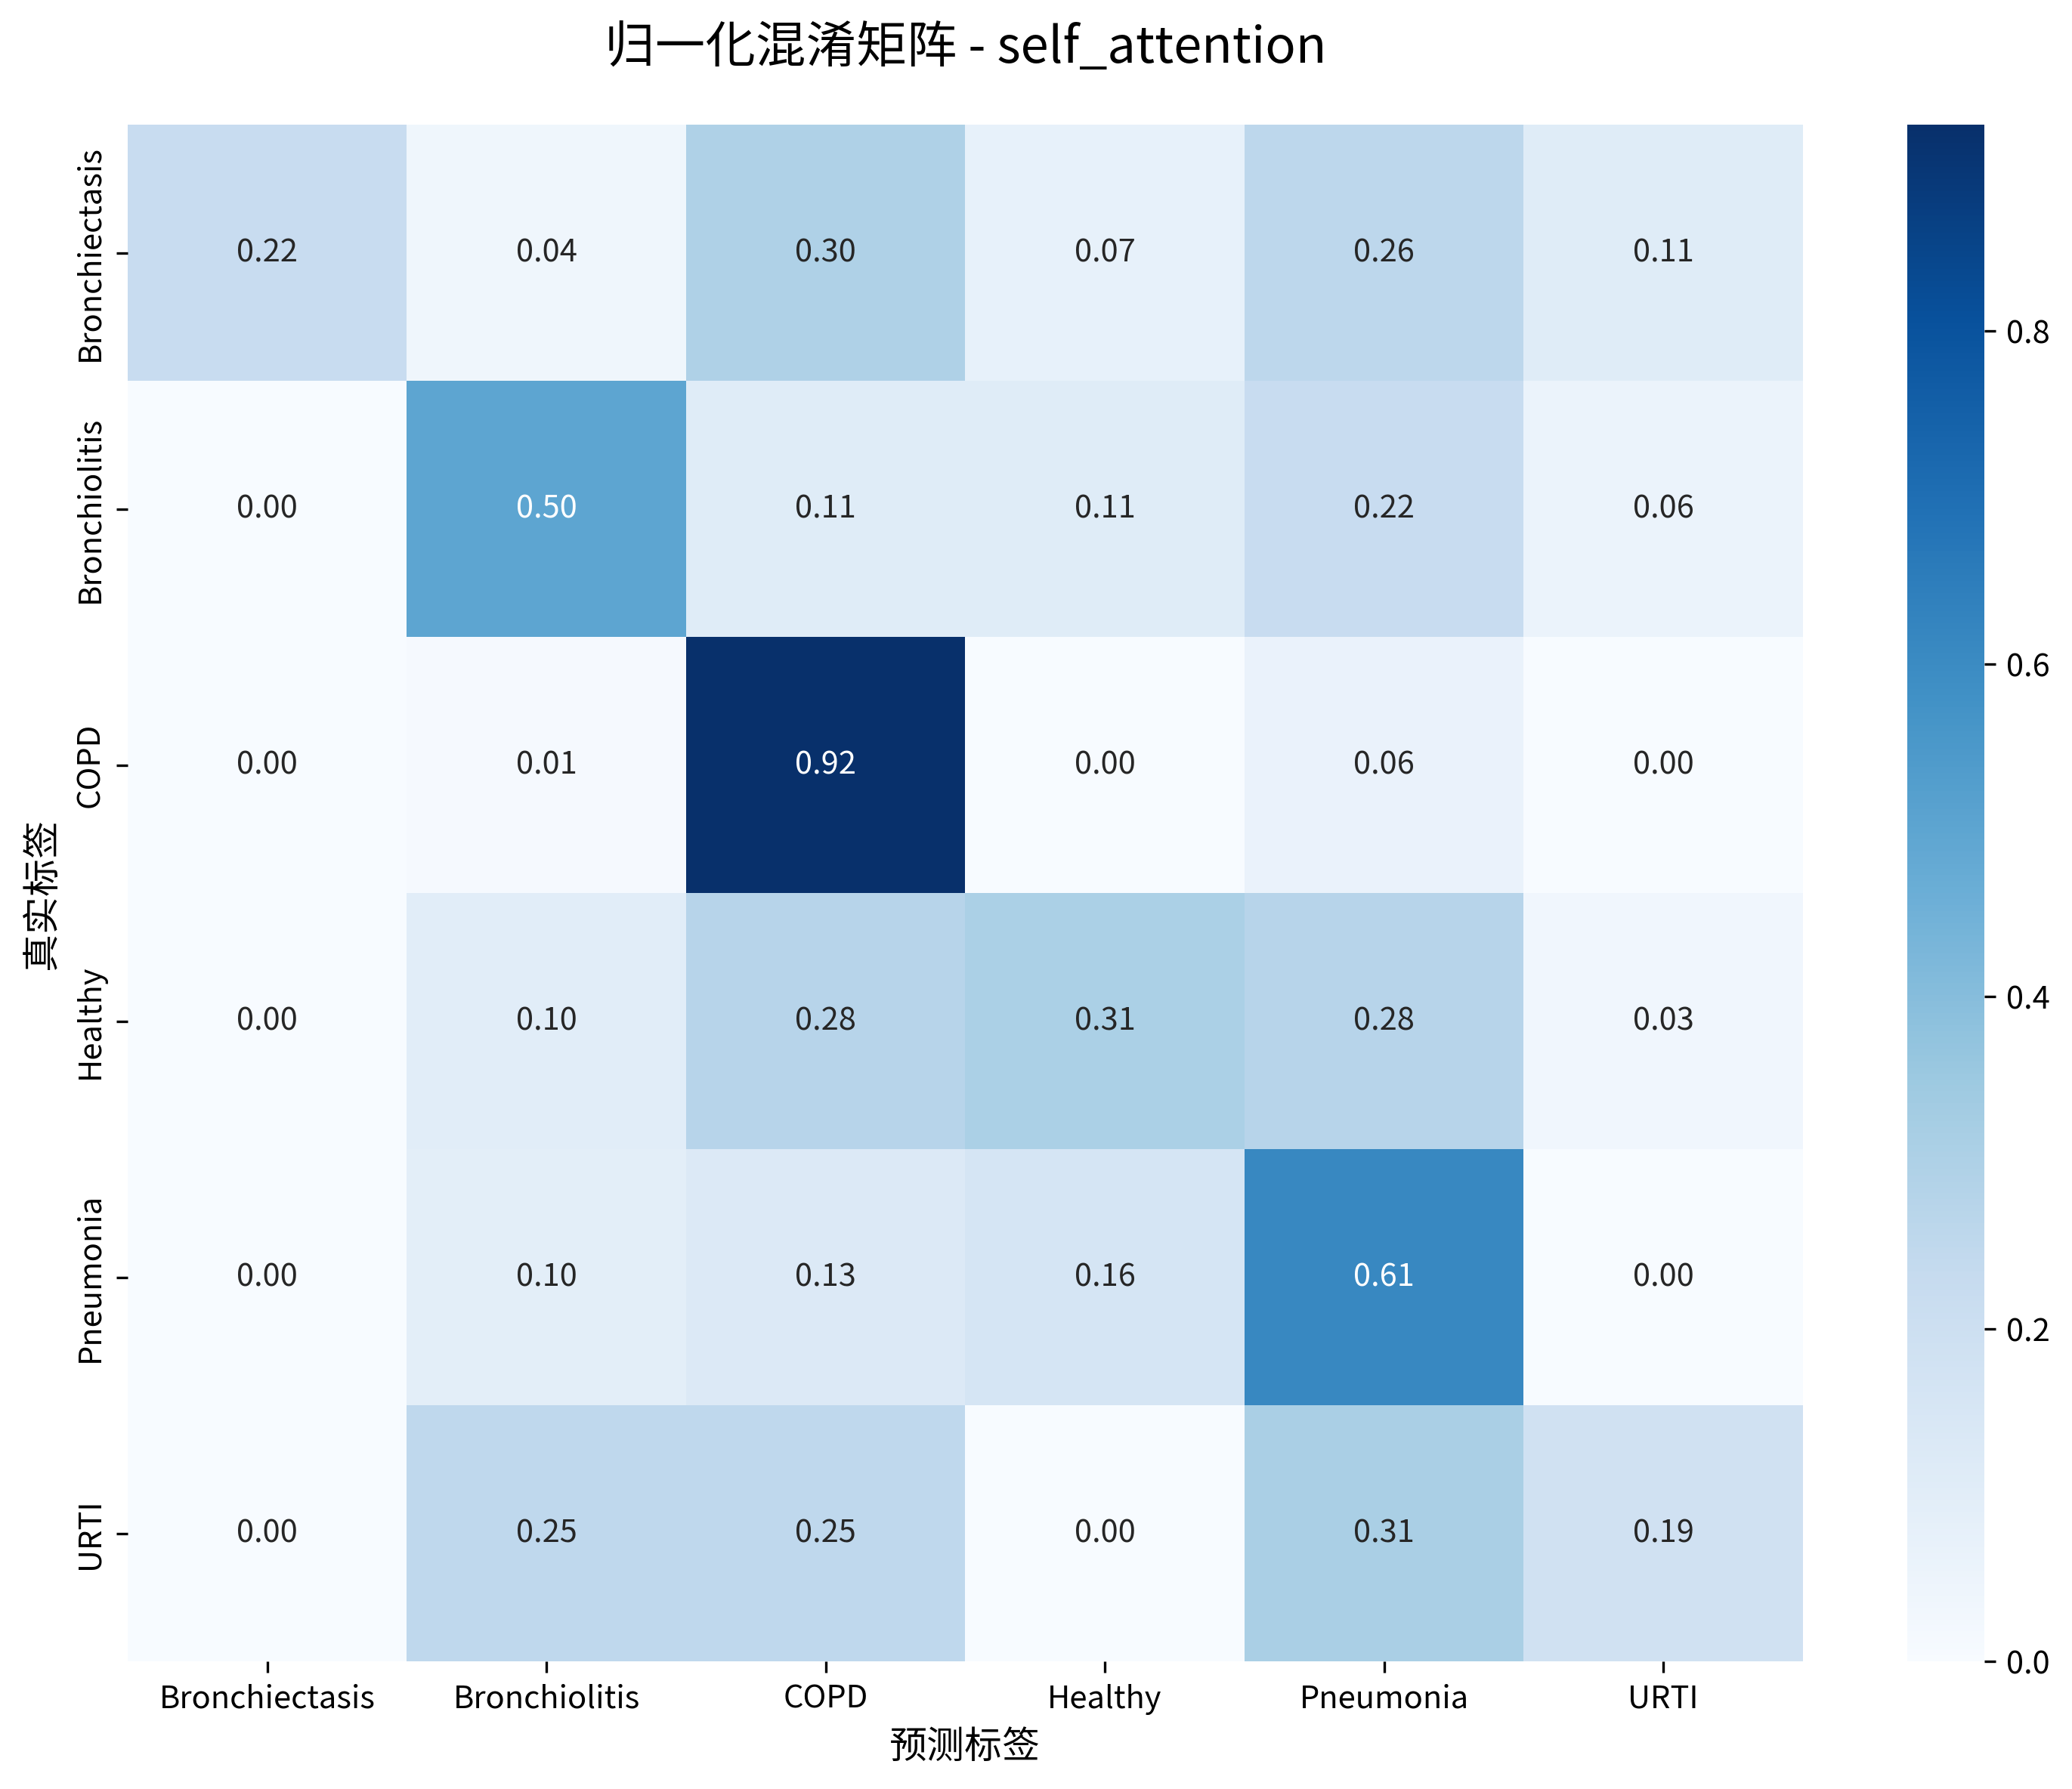 归一化混淆矩阵 - self_attention
真实标签
Bronchiectasis 0.22 0.04 0.30 0.07 0.26 0.11
Bronchiolitis 0.00 0.50 0.11 0.11 0.22 0.06
COPD 0.00 0.01 0.92 0.00 0.06 0.00
Healthy 0.00 0.10 0.28 0.31 0.28 0.03
Pneumonia 0.00 0.10 0.13 0.16 0.61 0.00
URTI 0.00 0.25 0.25 0.00 0.31 0.19
Bronchiectasis Bronchiolitis COPD Healthy Pneumonia URTI
预测标签
0.8
0.6
0.4
0.2
0.0